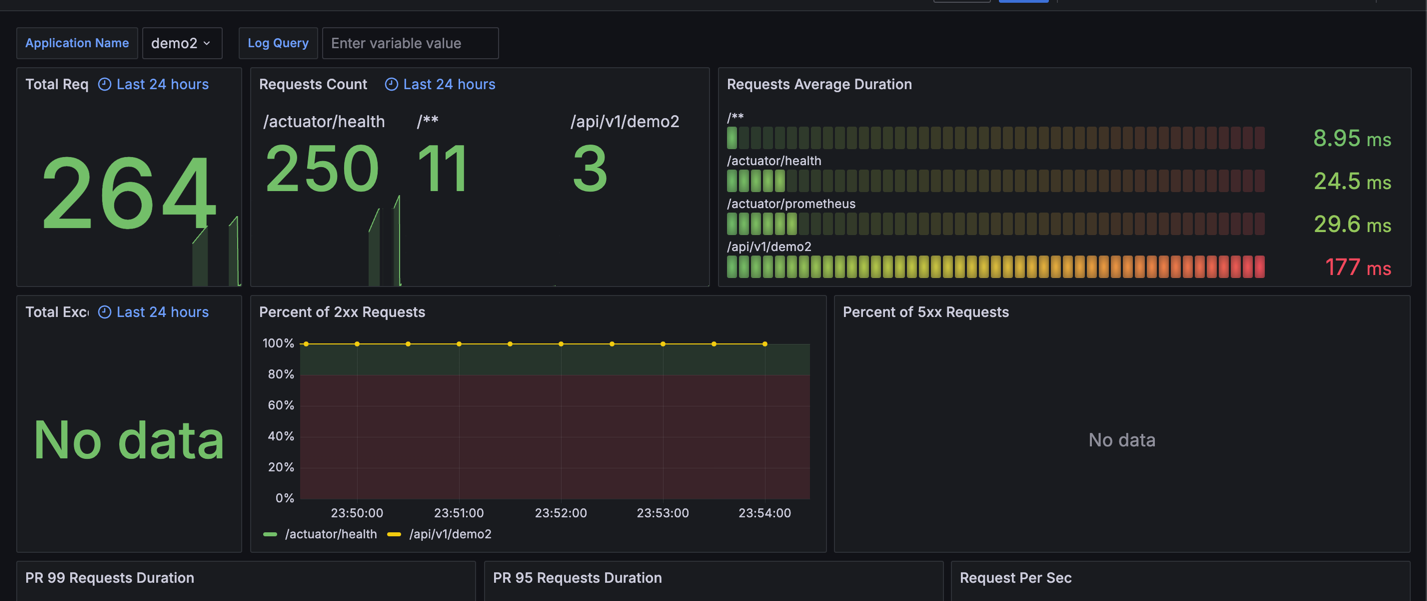 Application Name demo2 Log Query Enter variable value
Total Req Last 24 hours
264
Requests Count Last 24 hours
/actuator/health /** /api/v1/demo2
250 11 3
Requests Average Duration
/**
8.95 ms
/actuator/health
24.5 ms
/actuator/prometheus
29.6 ms
/api/v1/demo2
177 ms
Total Exc Last 24 hours
No data
Percent of 2xx Requests
100%
80%
60%
40%
20%
0%
23:50:00 23:51:00 23:52:00 23:53:00 23:54:00
/actuator/health /api/v1/demo2
Percent of 5xx Requests
No data
PR 99 Requests Duration
PR 95 Requests Duration
Request Per Sec